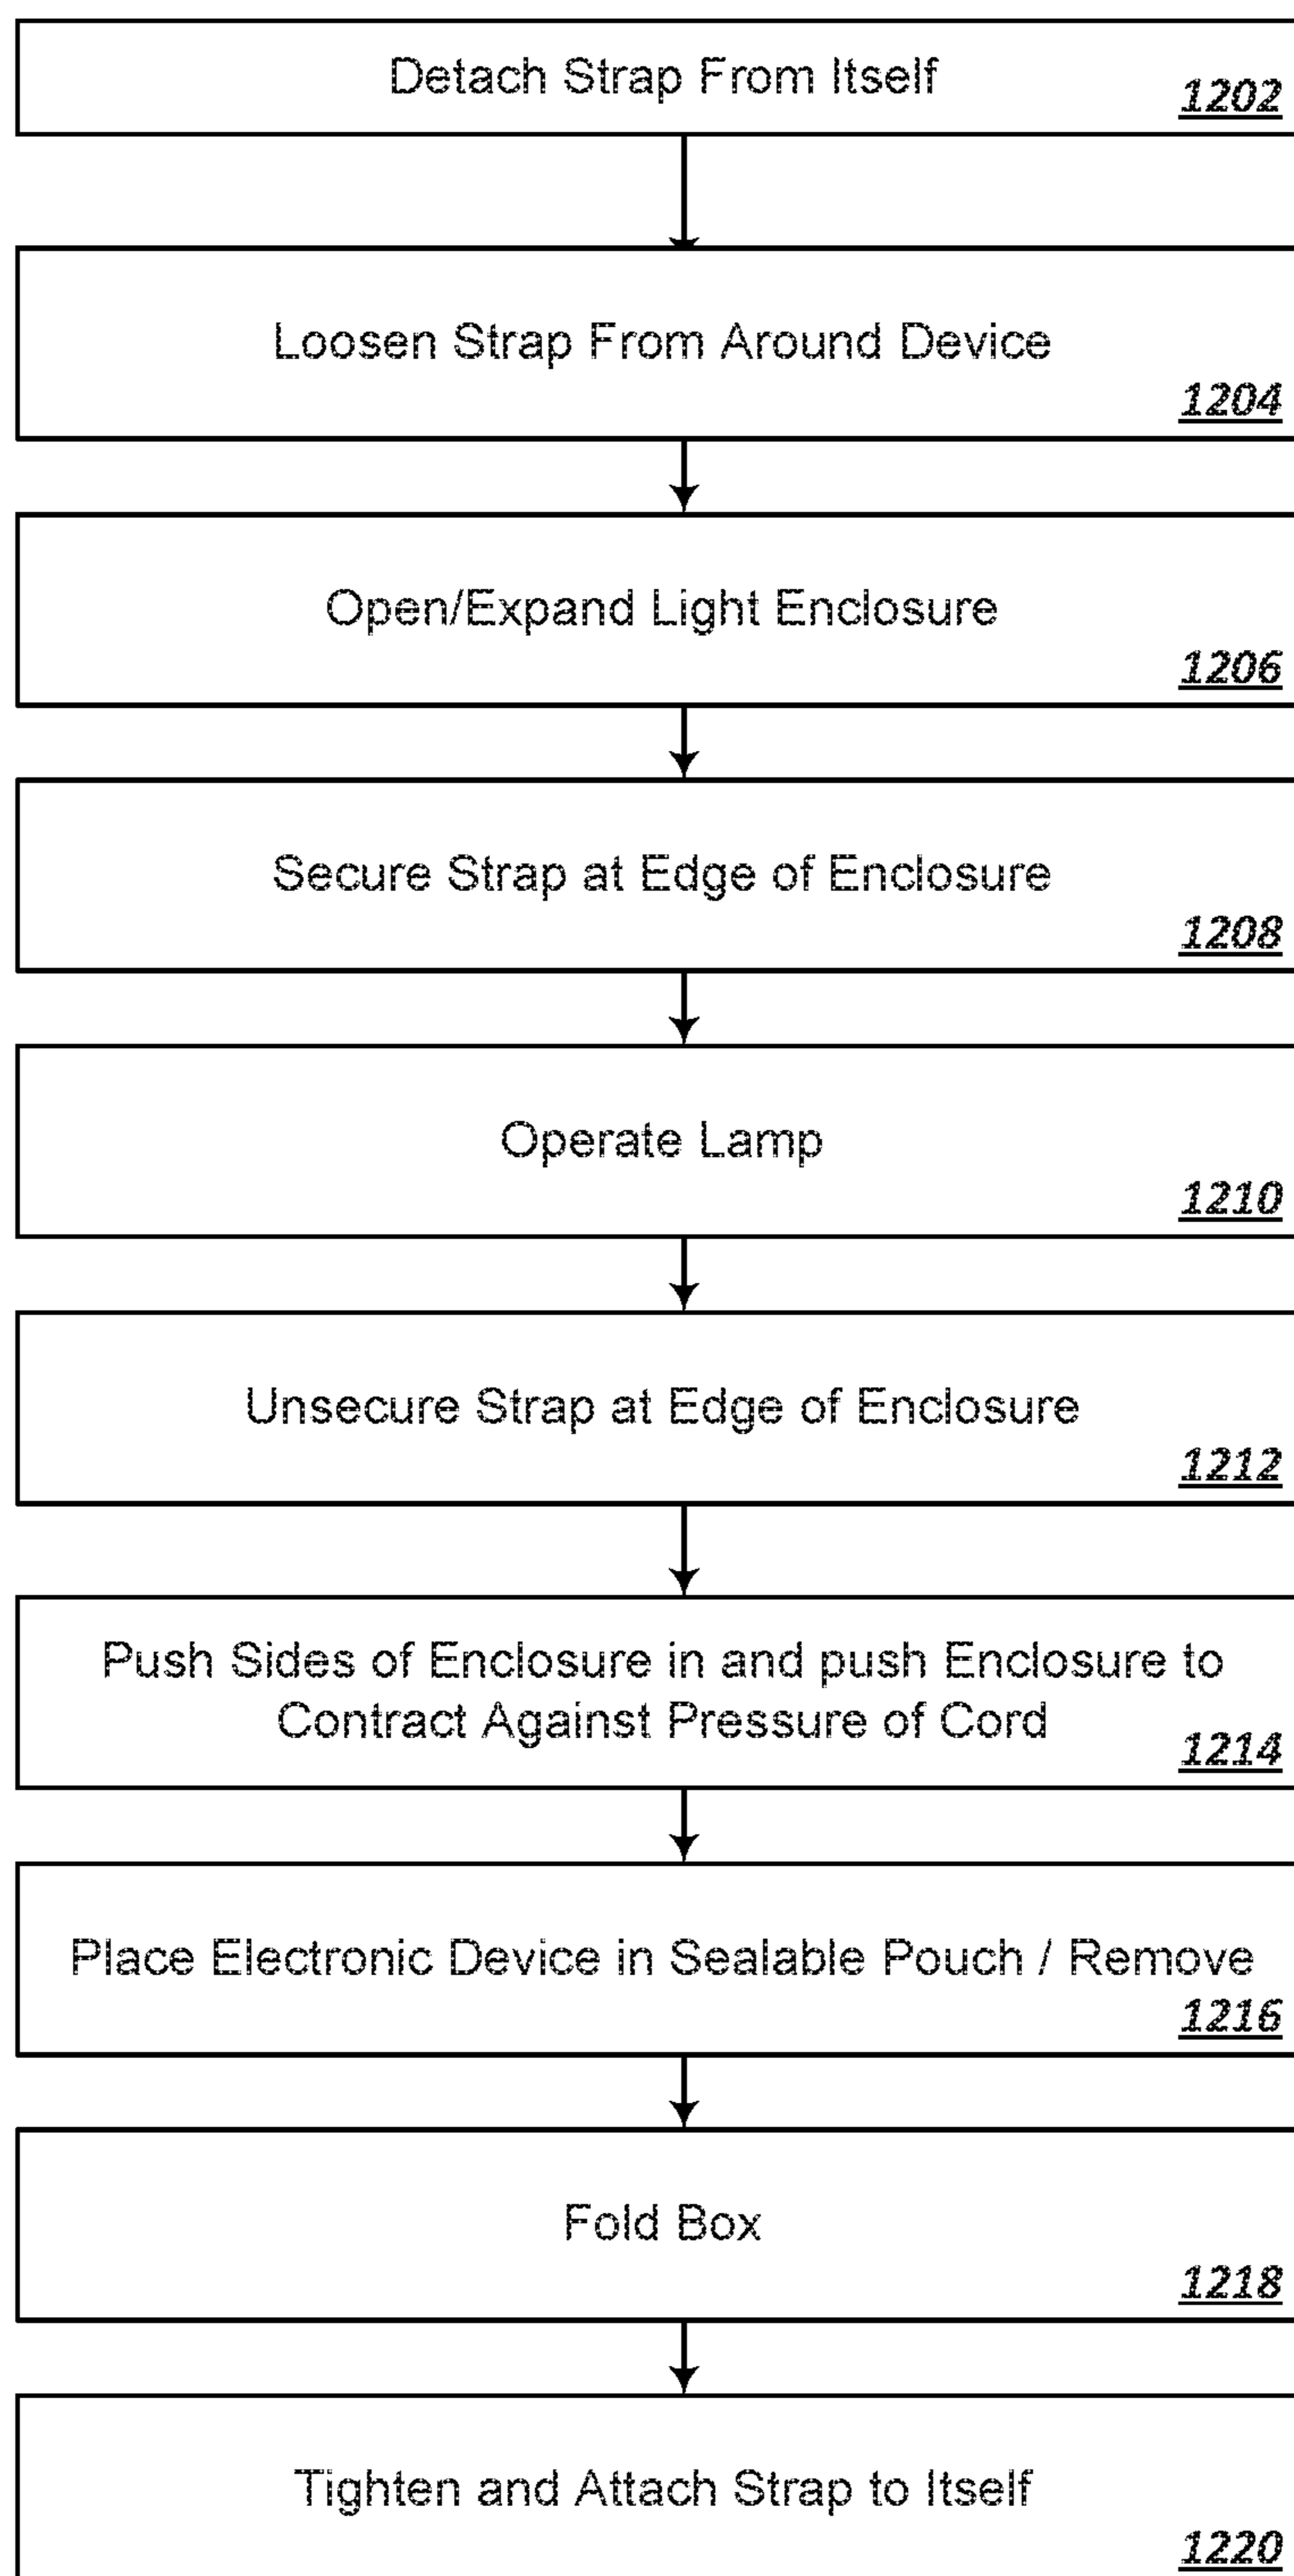 Detach Strap From Itself
1202
Loosen Strap From Around Device
1204
Open/Expand Light Enclosure
1206
Secure Strap at Edge of Enclosure
1208
Operate Lamp
1210
Unsecure Strap at Edge of Enclosure
1212
Push Sides of Enclosure in and push Enclosure to
Contract Against Pressure of Cord
1214
Place Electronic Device in Sealable Pouch / Remove
1216
Fold Box
1218
Tighten and Attach Strap to Itself
1220